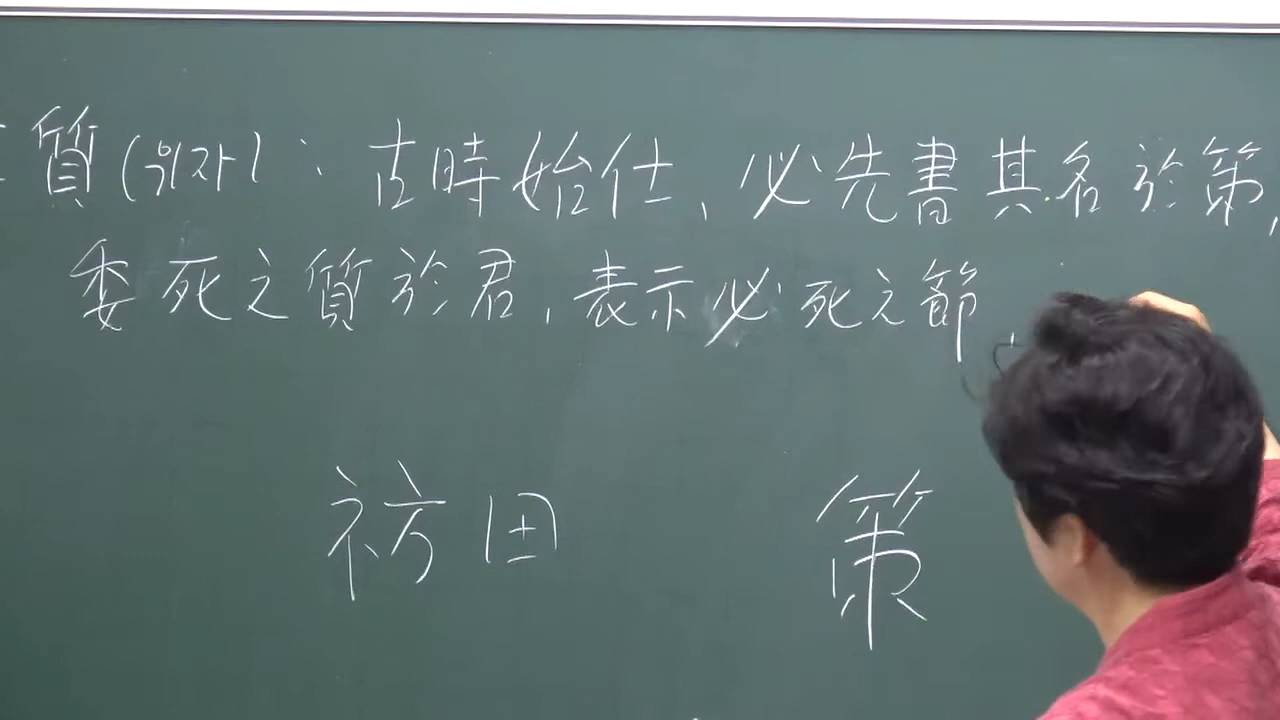 質(위자) : 古時始仕, 必先書其名於策,
委死之質於君, 表示必死之節
祊田 策